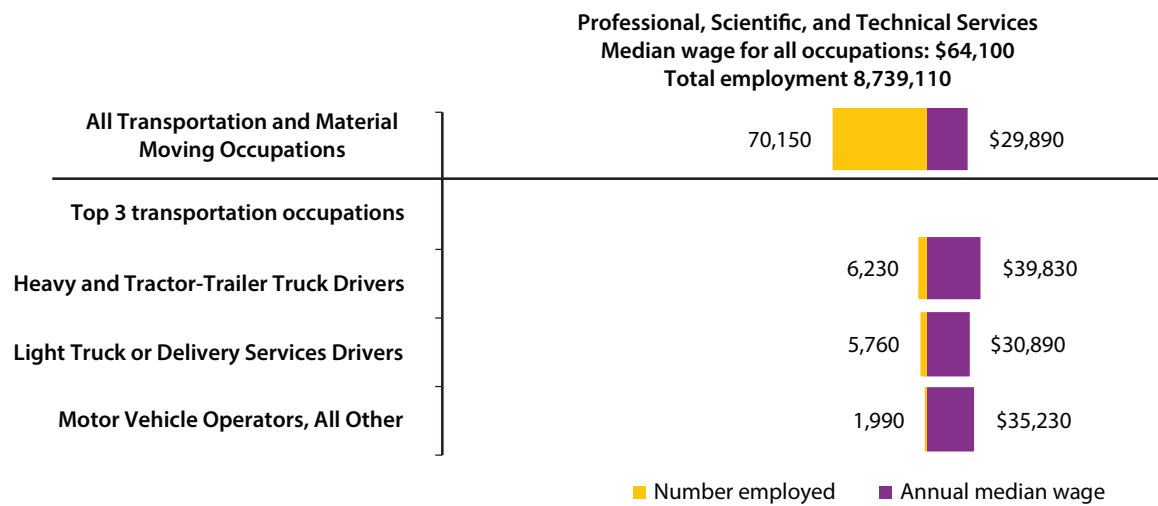 Professional, Scientific, and Technical Services
Median wage for all occupations: $64,100
Total employment 8,739,110
All Transportation and Material
Moving Occupations
70,150
$29,890
Top 3 transportation occupations
Heavy and Tractor-Trailer Truck Drivers
6,230
$39,830
Light Truck or Delivery Services Drivers
5,760
$30,890
Motor Vehicle Operators, All Other
1,990
$35,230
Number employed
Annual median wage